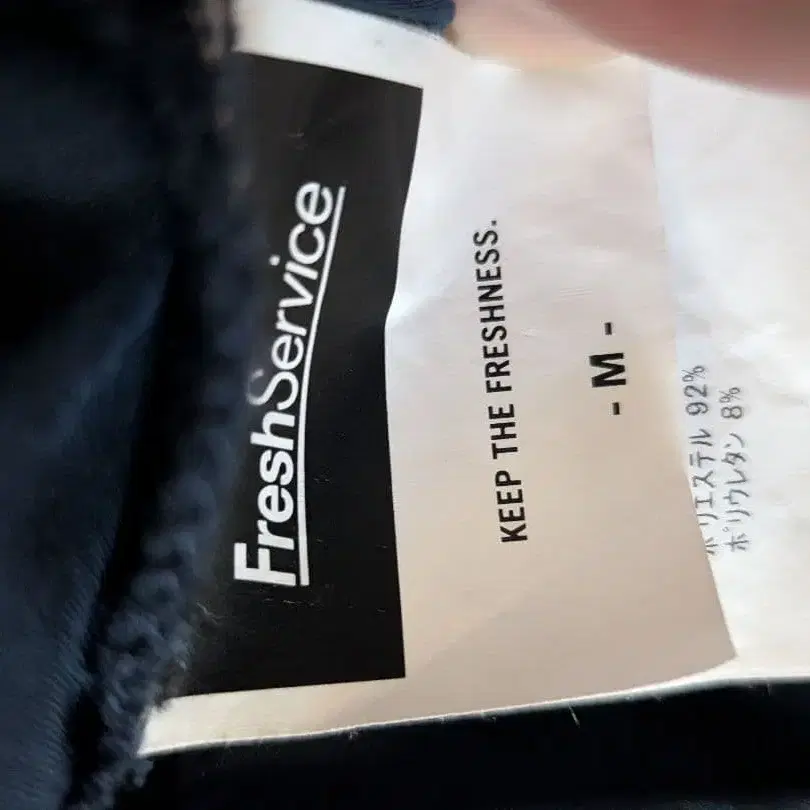 FreshService
KEEP THE FRESHNESS.
- M -
ポリエステル 92%
ポリウレタン 8%